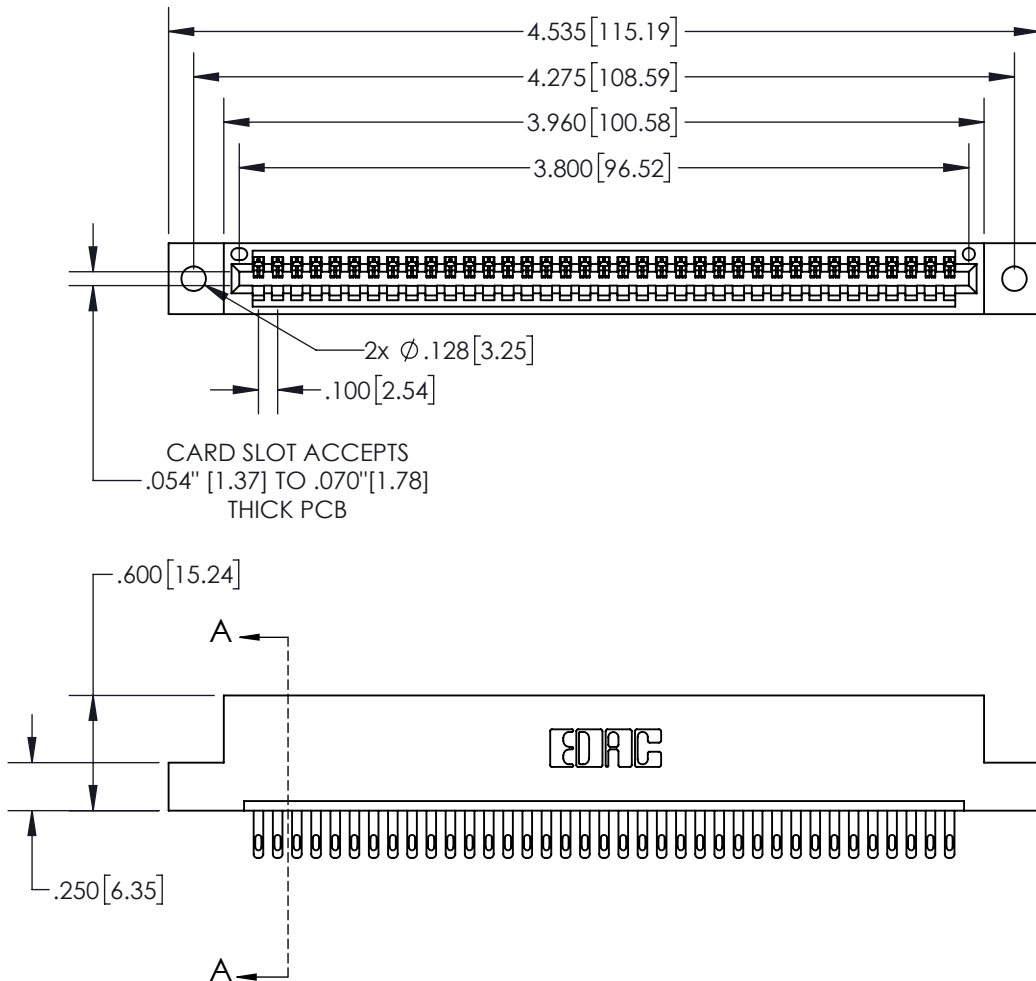 4.535[115.19]
4.275[108.59]
3.960[100.58]
3.800[96.52]
2x Ø.128[3.25]
.100[2.54]
CARD SLOT ACCEPTS
.054" [1.37] TO .070"[1.78]
THICK PCB
.600[15.24]
A
EDAC
.250[6.35]
A